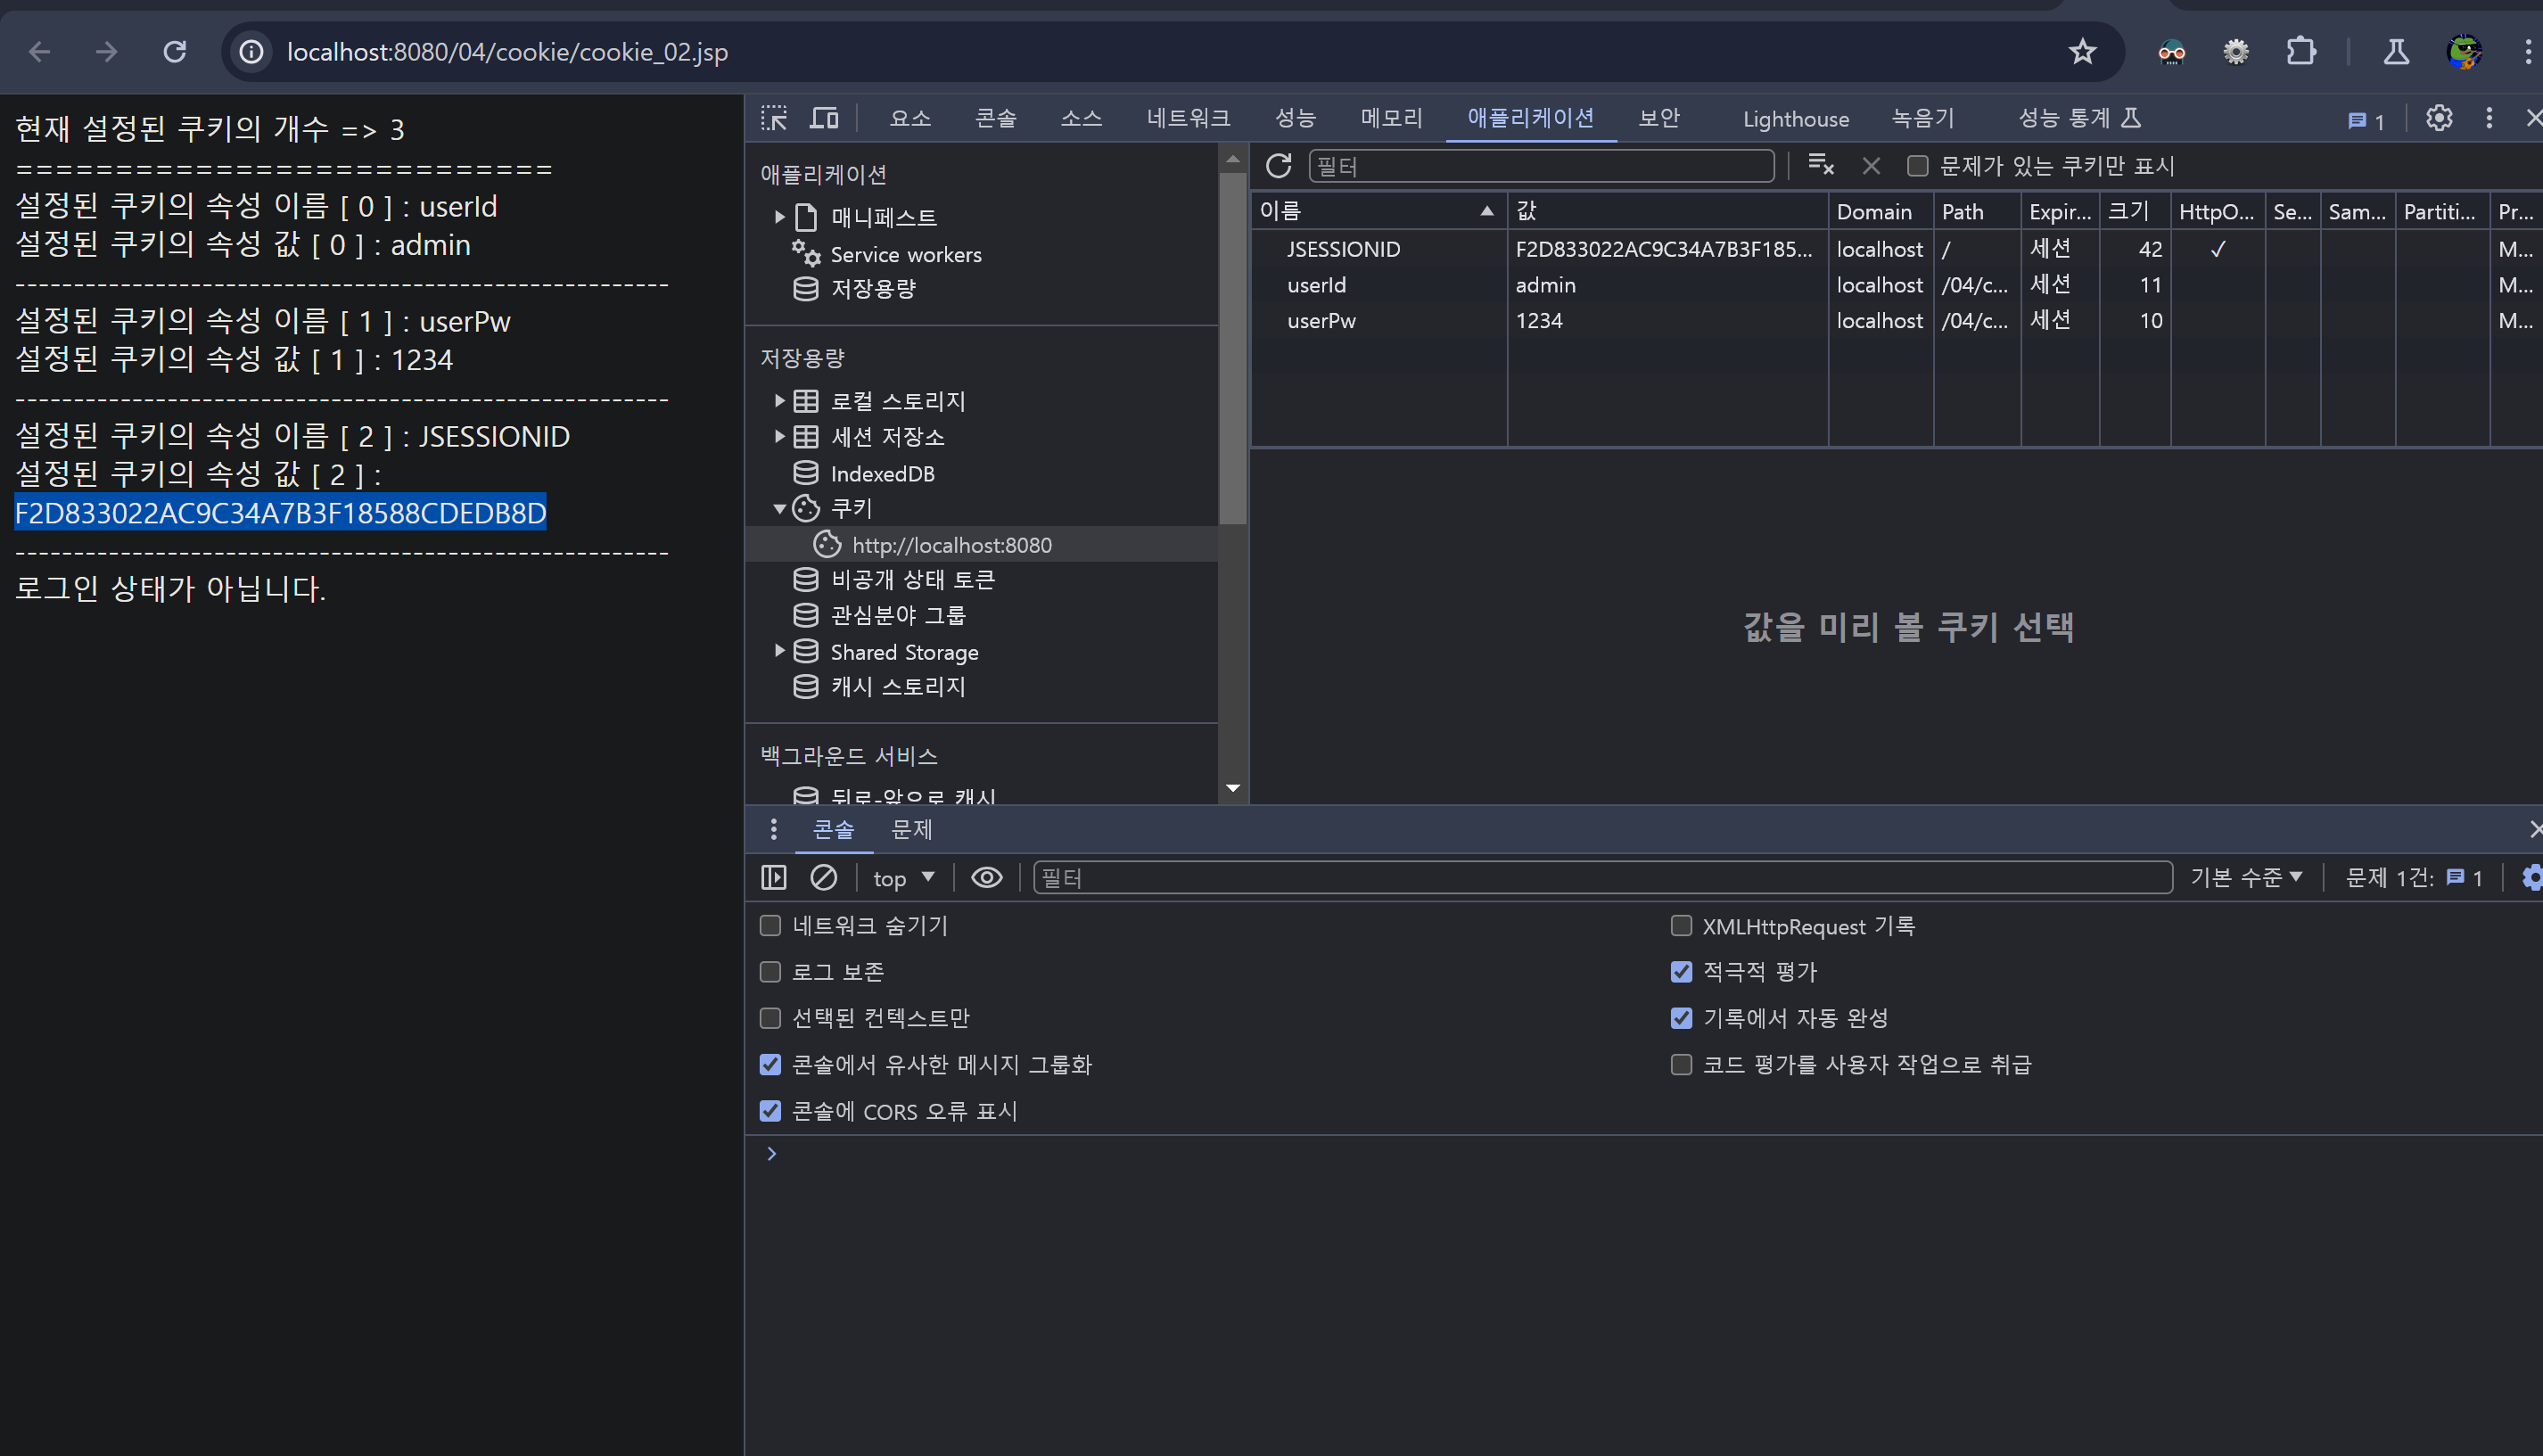 localhost:8080/04/cookie/cookie_02.jsp
현재 설정된 쿠키의 개수 => 3
===========================
설정된 쿠키의 속성 이름 [ 0 ] : userId
설정된 쿠키의 속성 값 [ 0 ] : admin
--------------------------------------------------------
설정된 쿠키의 속성 이름 [ 1 ] : userPw
설정된 쿠키의 속성 값 [ 1 ] : 1234
--------------------------------------------------------
설정된 쿠키의 속성 이름 [ 2 ] : JSESSIONID
설정된 쿠키의 속성 값 [ 2 ] :
F2D833022AC9C34A7B3F18588CDEDB8D
--------------------------------------------------------
로그인 상태가 아닙니다.
요소 콘솔 소스 네트워크 성능 메모리 애플리케이션 보안 Lighthouse 녹음기 성능 통계 1
애플리케이션
매니페스트
Service workers
저장용량
저장용량
로컬 스토리지
세션 저장소
IndexedDB
쿠키
http://localhost:8080
비공개 상태 토큰
관심분야 그룹
Shared Storage
캐시 스토리지
백그라운드 서비스
뒤로-앞으로 캐시
필터 문제가 있는 쿠키만 표시
이름 값 Domain Path Expir... 크기 HttpO... Se... Sam... Partiti... Pr...
JSESSIONID F2D833022AC9C34A7B3F185... localhost / 세션 42 ✓ M...
userId admin localhost /04/c... 세션 11 M...
userPw 1234 localhost /04/c... 세션 10 M...
값을 미리 볼 쿠키 선택
콘솔 문제
top 필터 기본 수준 문제 1건: 1
네트워크 숨기기 XMLHttpRequest 기록
로그 보존 적극적 평가
선택된 컨텍스트만 기록에서 자동 완성
콘솔에서 유사한 메시지 그룹화 코드 평가를 사용자 작업으로 취급
콘솔에 CORS 오류 표시